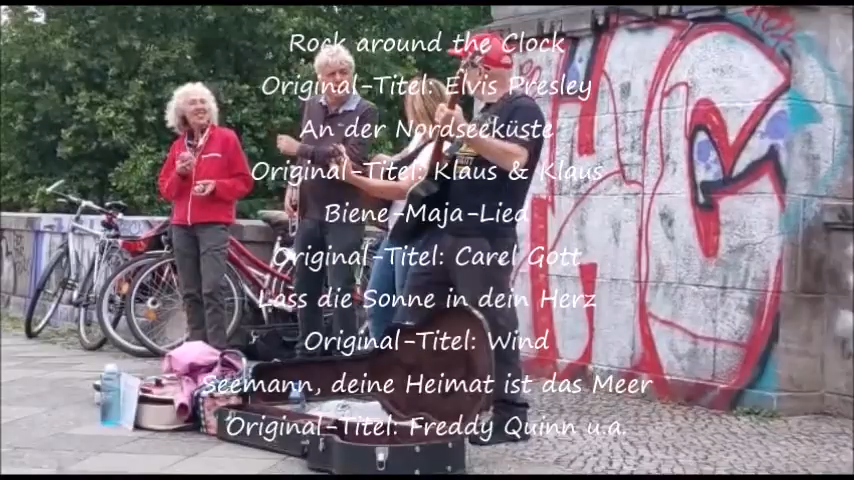 Rock around the Clock
Original-Titel: Elvis Presley
An der Nordseeküste
Original-Titel: Klaus & Klaus
Biene-Maja-Lied
Original-Titel: Carel Gott
Lass die Sonne in dein Herz
Original-Titel: Wind
Seemann, deine Heimat ist das Meer
Original-Titel: Freddy Quinn u.a.